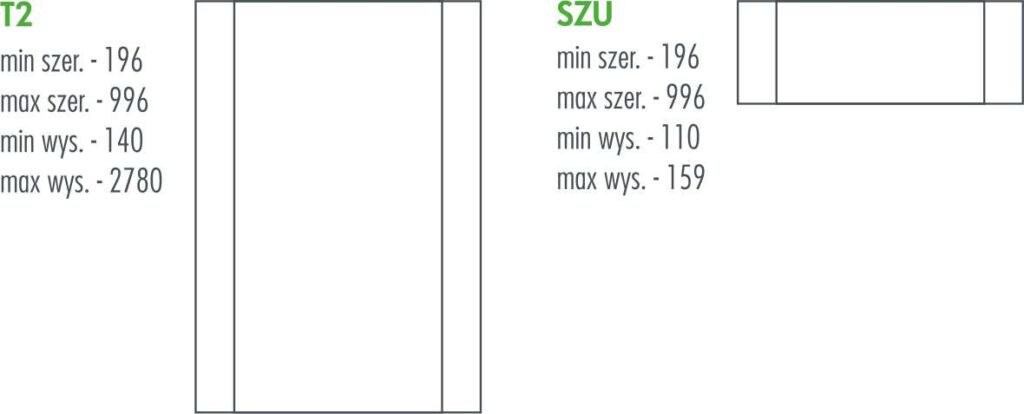 T2
min szer. - 196
max szer. - 996
min wys. - 140
max wys. - 2780
SZU
min szer. - 196
max szer. - 996
min wys. - 110
max wys. - 159